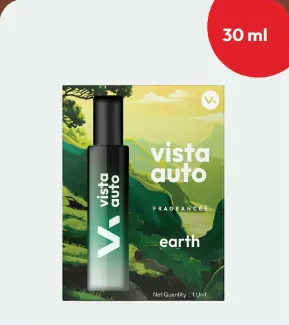 30 ml
vista
auto
FRAGRANCES
earth
vista
auto
Net Quantity : 1 Unit